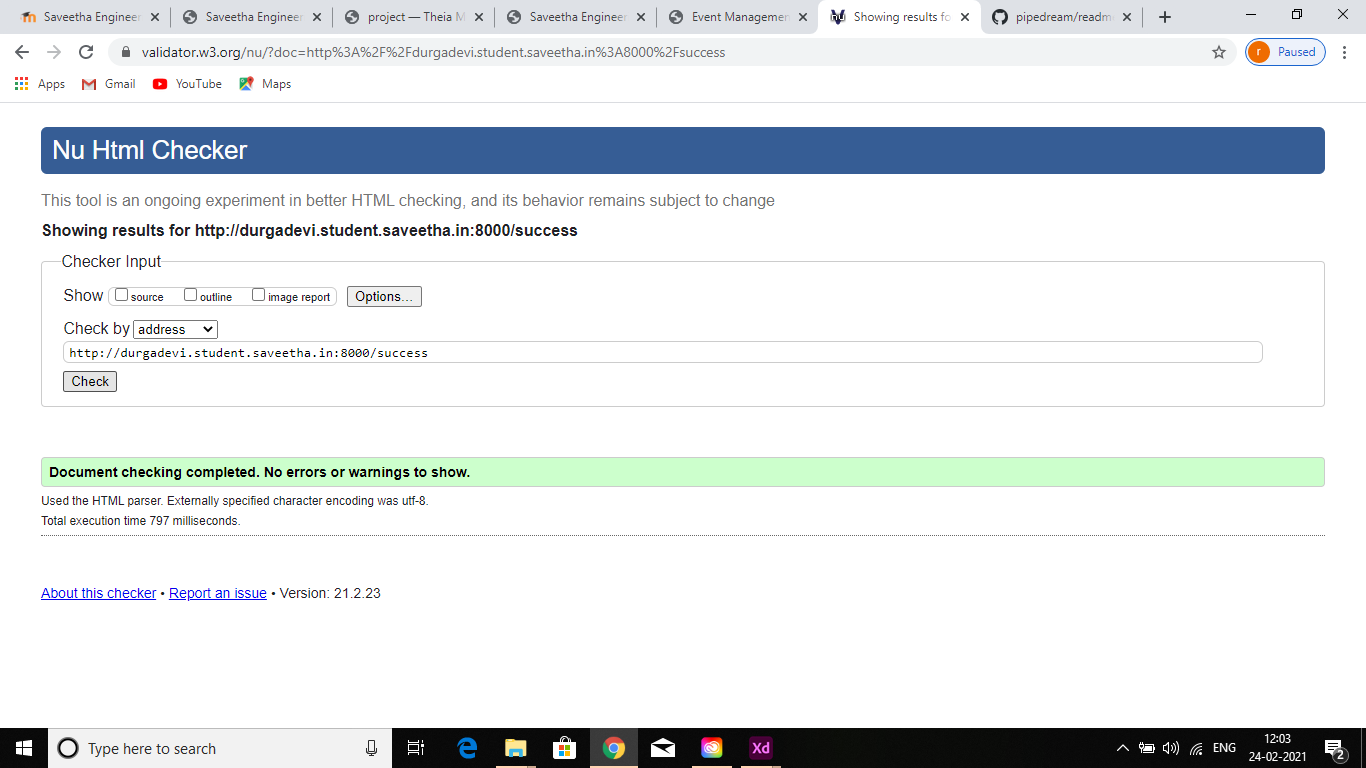 Saveetha Engineer
Saveetha Engineer
project — Theia M
Saveetha Engineer
Event Managemen
Showing results fo
pipedream/readm
validator.w3.org/nu/?doc=http%3A%2F%2Fdurgadevi.student.saveetha.in%3A8000%2Fsuccess
r Paused
Apps Gmail YouTube Maps
Nu Html Checker
This tool is an ongoing experiment in better HTML checking, and its behavior remains subject to change
Showing results for http://durgadevi.student.saveetha.in:8000/success
Checker Input
Show source outline image report Options...
Check by address
http://durgadevi.student.saveetha.in:8000/success
Check
Document checking completed. No errors or warnings to show.
Used the HTML parser. Externally specified character encoding was utf-8.
Total execution time 797 milliseconds.
About this checker • Report an issue • Version: 21.2.23
Type here to search
Xd
ENG
12:03
24-02-2021
2